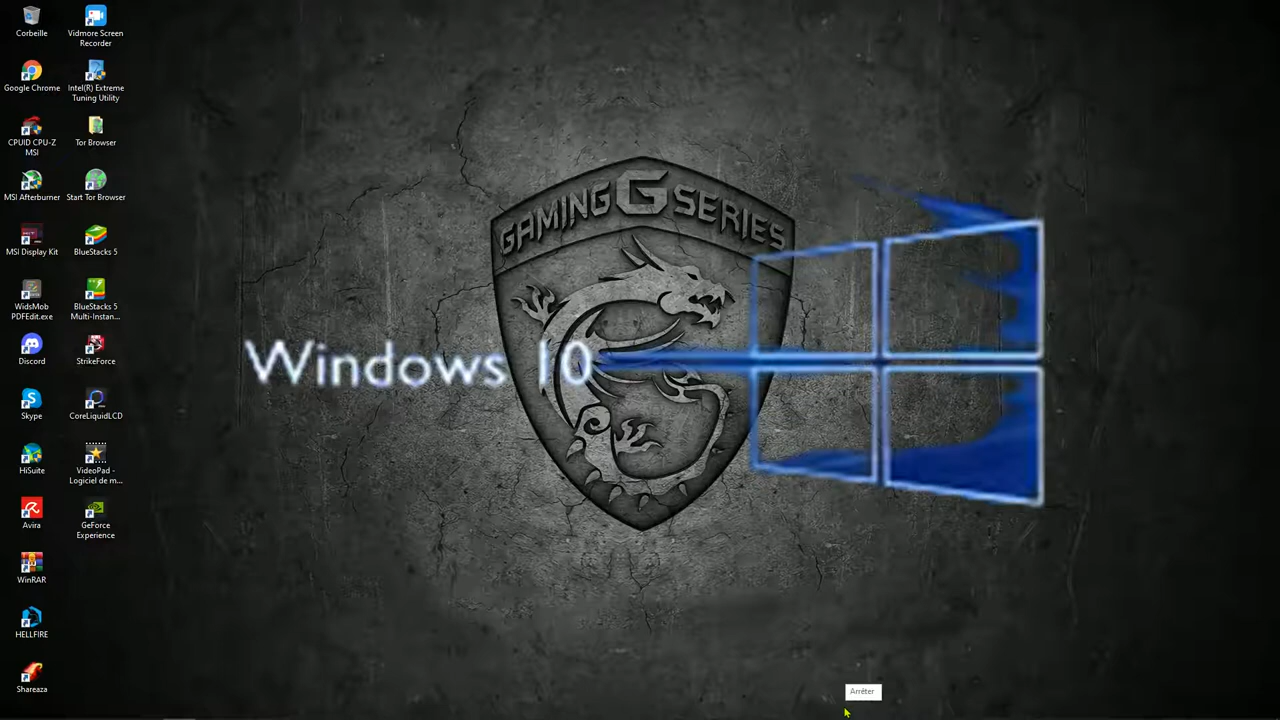 Corbeille
Vidmore Screen
Recorder
Google Chrome
Intel(R) Extreme
Tuning Utility
CPUID CPU-Z
MSI
Tor Browser
MSI Afterburner
Start Tor Browser
MSI Display Kit
BlueStacks 5
WidsMob
PDFEdit.exe
BlueStacks 5
Multi-Instan...
Discord
StrikeForce
Skype
CoreLiquidLCD
HiSuite
VideoPad -
Logiciel de m...
Avira
GeForce
Experience
WinRAR
HELLFIRE
Shareaza
GAMING G SERIES
Windows 10
Arrêter